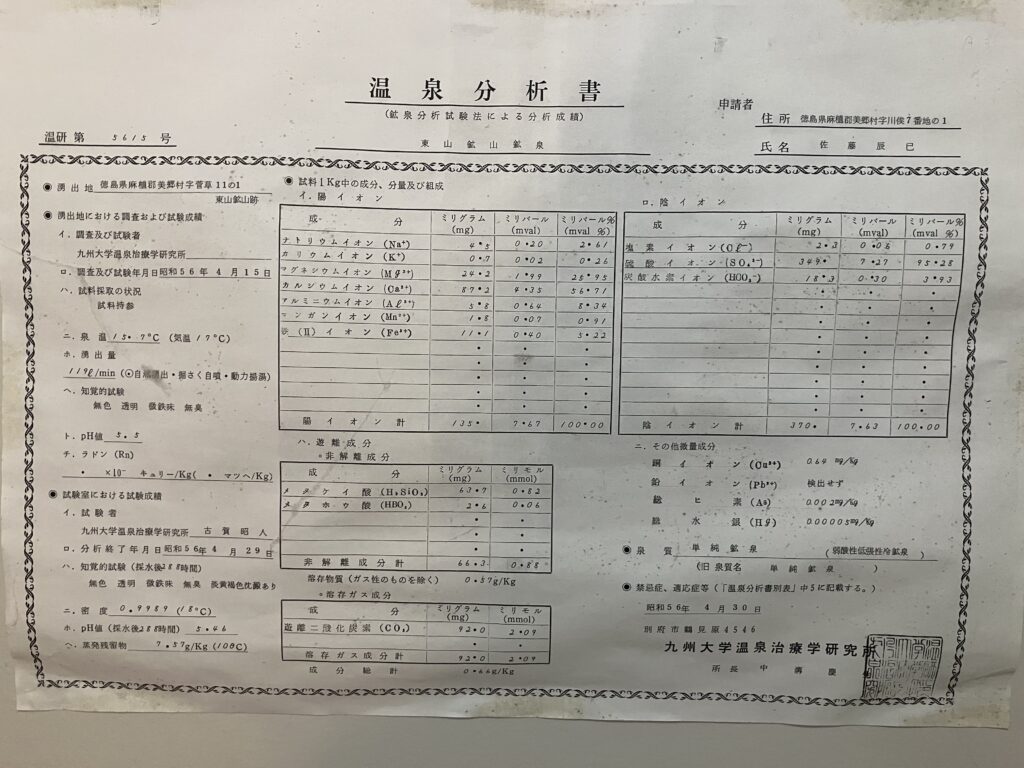 温泉分析書
(鉱泉分析試験法による分析成績)
東山鉱山鉱泉
温研第 5615 号
申請者
住所 徳島県麻植郡美郷村字川俣7番地の1
氏名 佐藤辰巳
◉湧出地 徳島県麻植郡美郷村字菅草11の1
東山鉱山跡
◉湧出地における調査および試験成績
イ.調査及び試験者
九州大学温泉治療学研究所
ロ.調査及び試験年月日 昭和56年4月15日
ハ.試料採取の状況
試料持参
ニ.泉温 15.7℃ (気温17℃)
ホ.湧出量
119ℓ/min (⊙自然湧出・掘さく自噴・動力揚湯)
ヘ.知覚的試験
無色 透明 微鉄味 無臭
ト.pH値 5.5
チ.ラドン (Rn)
・ ×10⁻ キュリー/Kg( ・ マッヘ/Kg)
◉試験室における試験成績
イ.試験者
九州大学温泉治療学研究所 古賀昭人
ロ.分析終了年月日 昭和56年4月29日
ハ.知覚的試験 (採水後288時間)
無色 透明 微鉄味 無臭 長黄褐色沈澱あり
ニ.密度 0.9989 (18℃)
ホ.pH値 (採水後288時間) 5.46
ヘ.蒸発残留物 7.57g/Kg (100℃)
◉試料1Kg中の成分、分量及び組成
イ.陽イオン
成分 ミリグラム(mg) ミリバール(mval) ミリバール%(mval%)
ナトリウムイオン (Na⁺) 4.5 0.20 2.61
カリウムイオン (K⁺) 0.7 0.02 0.26
マグネシウムイオン (Mg²⁺) 24.2 1.99 25.95
カルシウムイオン (Ca²⁺) 87.2 4.35 56.71
アルミニウムイオン (Aℓ³⁺) 5.8 0.64 8.34
マンガンイオン (Mn²⁺) 1.8 0.07 0.91
鉄(Ⅱ)イオン (Fe²⁺) 11.1 0.40 5.22
陽イオン計 135. 7.67 100.00
ロ.陰イオン
成分 ミリグラム(mg) ミリバール(mval) ミリバール%(mval%)
塩素イオン (Cℓ⁻) 2.3 0.06 0.79
硫酸イオン (SO₄²⁻) 349. 7.27 95.28
炭酸水素イオン (HCO₃⁻) 18.3 0.30 3.93
陰イオン計 370. 7.63 100.00
ハ.遊離成分
◦非解離成分
成分 ミリグラム(mg) ミリモル(mmol)
メタケイ酸 (H₂SiO₃) 63.7 0.82
メタホウ酸 (HBO₂) 2.6 0.06
非解離成分計 66.3 0.88
溶存物質 (ガス性のものを除く) 0.57g/Kg
◦溶存ガス成分
成分 ミリグラム(mg) ミリモル(mmol)
遊離二酸化炭素 (CO₂) 92.0 2.09
溶存ガス成分計 92.0 2.09
成分総計 0.66g/Kg
ニ.その他微量成分
銅イオン (Cu²⁺) 0.64 mg/Kg
鉛イオン (Pb²⁺) 検出せず
総ヒ素 (As) 0.002mg/Kg
総水銀 (Hg) 0.00005mg/Kg
◉泉質 単純鉱泉 (弱酸性低張性冷鉱泉)
(旧泉質名 単純鉱泉 )
◉禁忌症、適応症等 (「温泉分析書別表」中5に記載する。)
昭和56年 4月30日
別府市鶴見原4546
九州大学温泉治療学研究所
所長 中